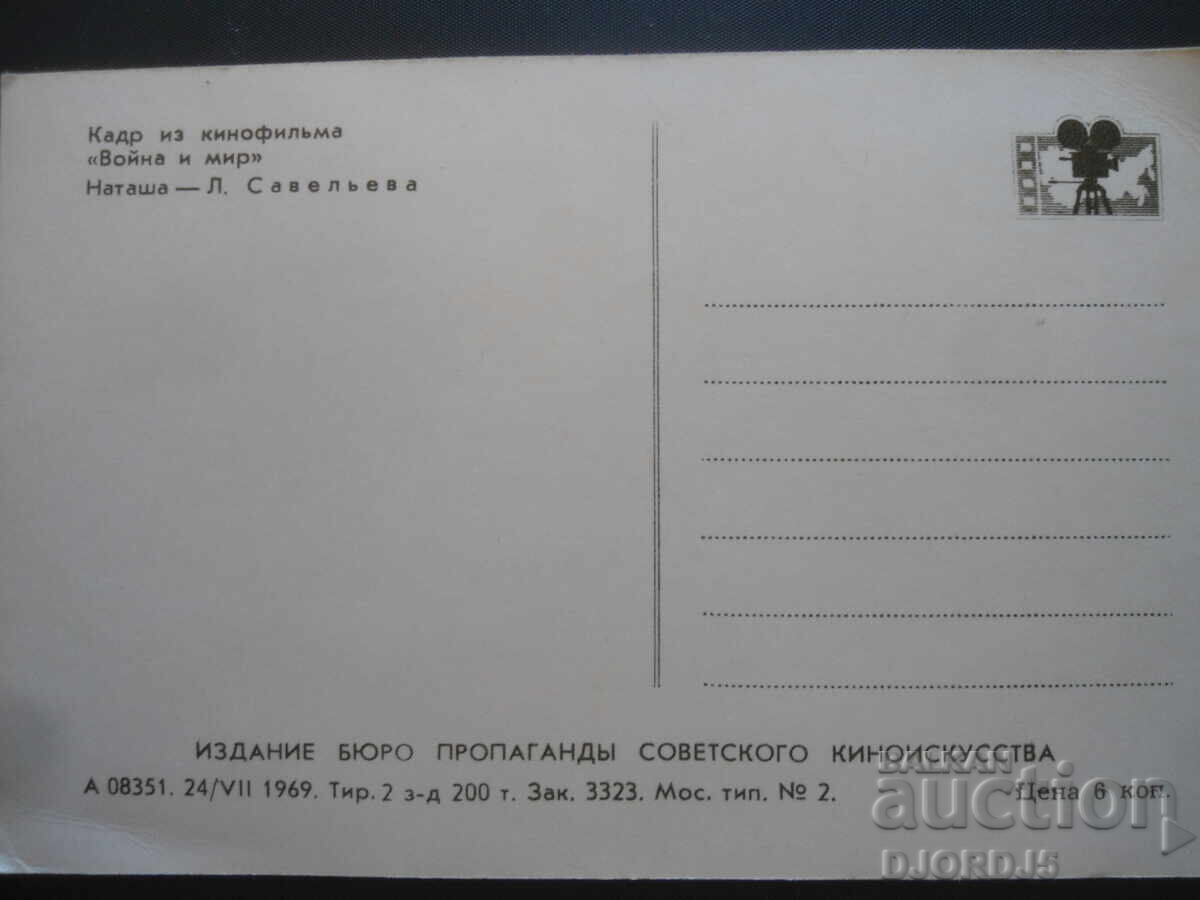 Кадр из кинофильма
«Война и мир»
Наташа — Л. Савельева
ИЗДАНИЕ БЮРО ПРОПАГАНДЫ СОВЕТСКОГО КИНОИСКУССТВА
А 08351. 24/VII 1969. Тир. 2 з-д 200 т. Зак. 3323. Мос. тип. № 2. Цена 6 коп.
BALKAN
auction
DJORDJ5